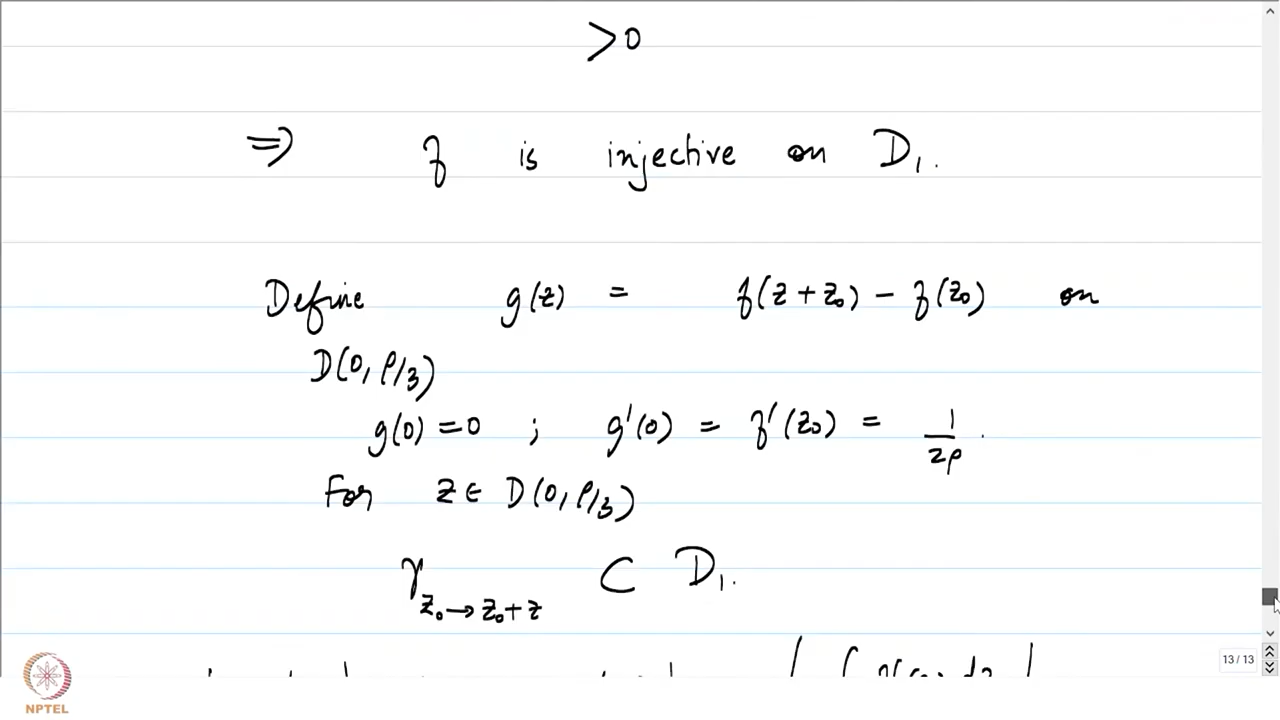 > 0
⇒ f is injective on D₁.
Define g(z) = f(z + z₀) − f(z₀) on
D(0, ρ/3)
g(0) = 0 ; g'(0) = f'(z₀) = 1/2ρ .
For z ∈ D(0, ρ/3)
γ_{z₀→z₀+z} ⊂ D₁.
13 / 13
NPTEL